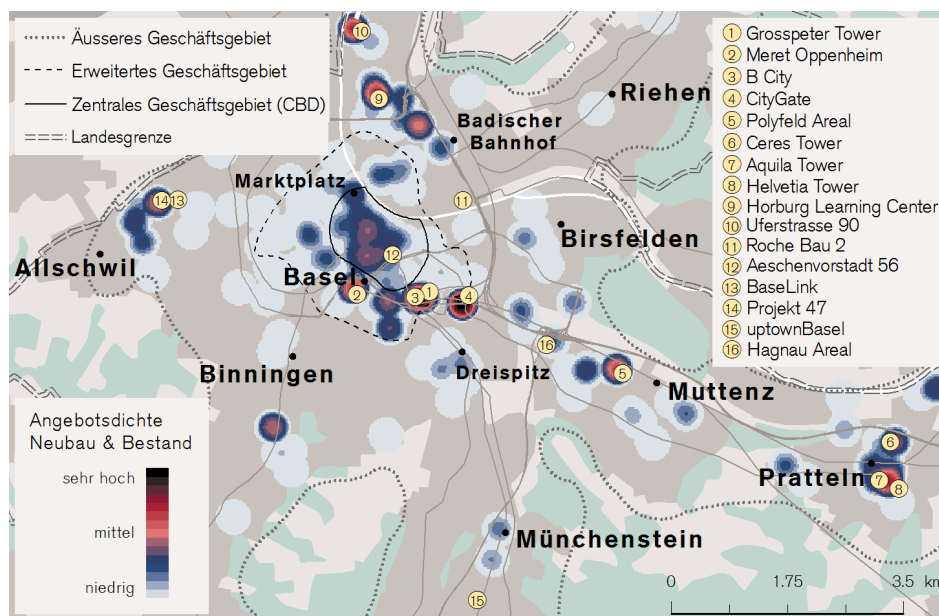 Äusseres Geschäftsgebiet
Erweitertes Geschäftsgebiet
Zentrales Geschäftsgebiet (CBD)
Landesgrenze
1 Grosspeter Tower
2 Meret Oppenheim
3 B City
4 CityGate
5 Polyfeld Areal
6 Ceres Tower
7 Aquila Tower
8 Helvetia Tower
9 Horburg Learning Center
10 Uferstrasse 90
11 Roche Bau 2
12 Aeschenvorstadt 56
13 BaseLink
14 Projekt 47
15 uptownBasel
16 Hagnau Areal
10
9
Riehen
Badischer
Bahnhof
Marktplatz
14 13
11
Birsfelden
Allschwil
12
Basel
2
3
1
4
16
Binningen
Dreispitz
5
Muttenz
6
Pratteln
7
8
Münchenstein
15
Angebotsdichte
Neubau & Bestand
sehr hoch
mittel
niedrig
0 1.75 3.5 km